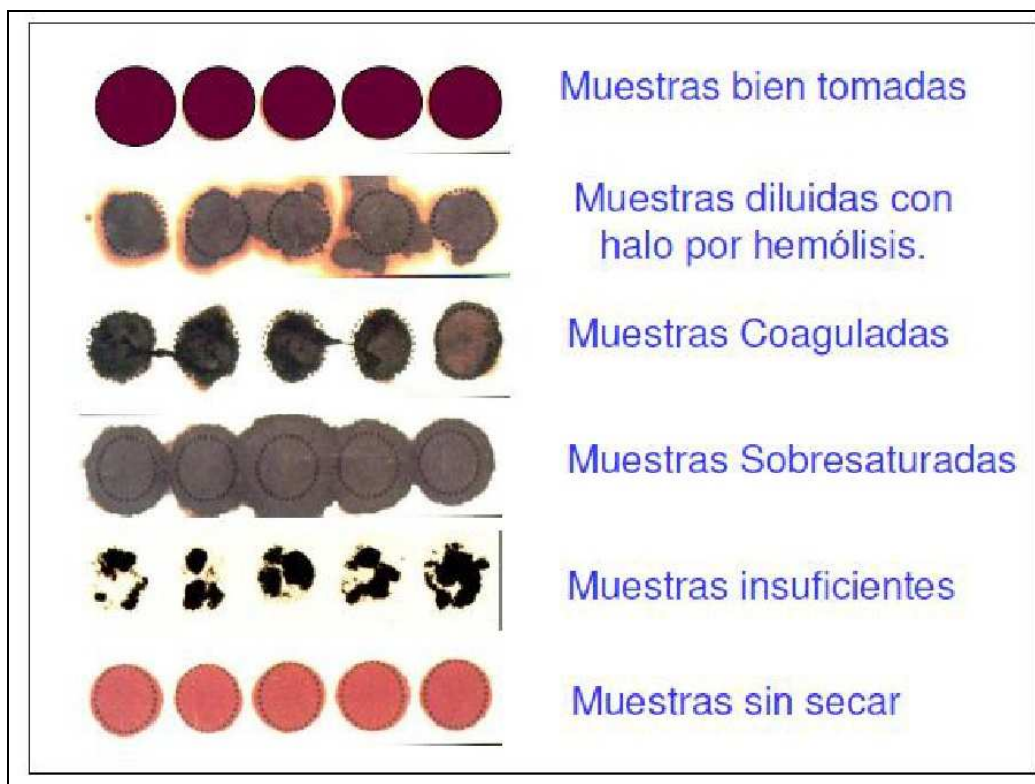 Muestras bien tomadas
Muestras diluidas con
halo por hemólisis.
Muestras Coaguladas
Muestras Sobresaturadas
Muestras insuficientes
Muestras sin secar